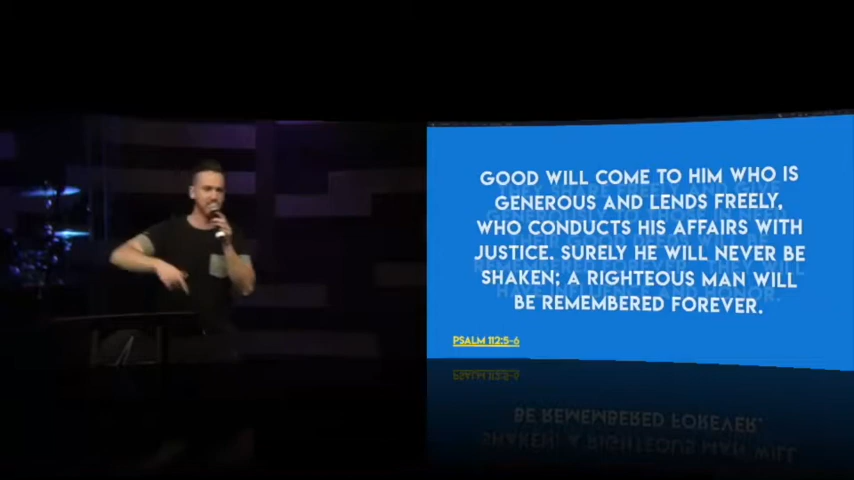 GOOD WILL COME TO HIM WHO IS
GENEROUS AND LENDS FREELY,
WHO CONDUCTS HIS AFFAIRS WITH
JUSTICE. SURELY HE WILL NEVER BE
SHAKEN; A RIGHTEOUS MAN WILL
BE REMEMBERED FOREVER.
PSALM 112:5-6